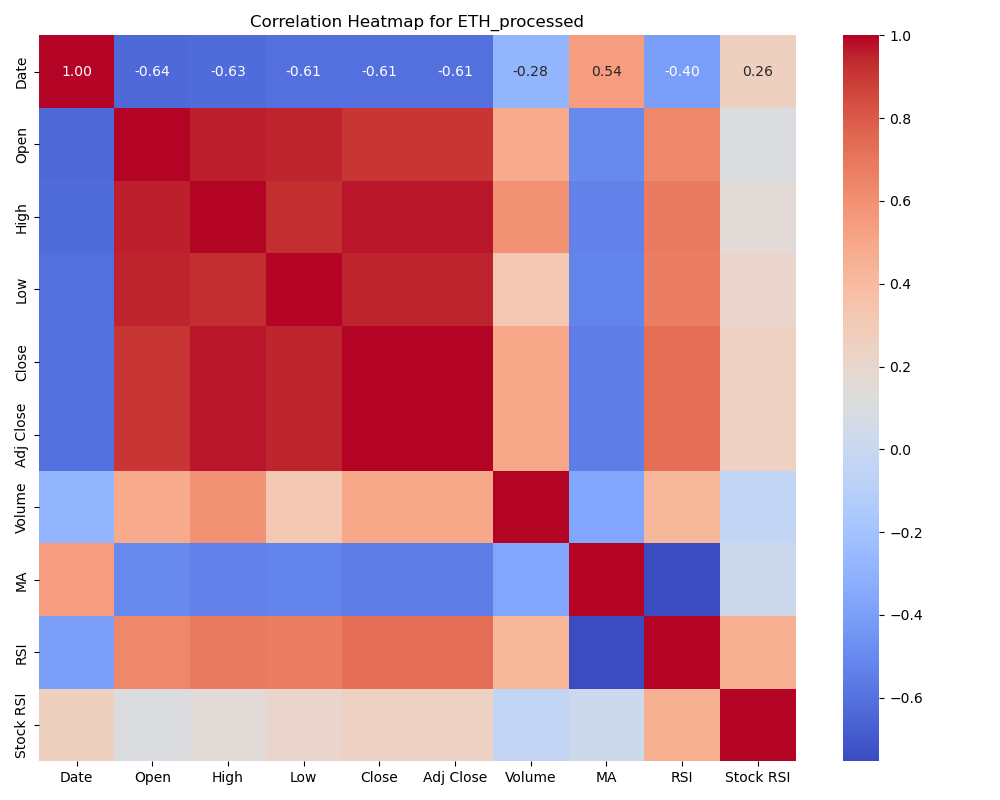 Correlation Heatmap for ETH_processed
Date
1.00 -0.64 -0.63 -0.61 -0.61 -0.61 -0.28 0.54 -0.40 0.26
Open
High
Low
Close
Adj Close
Volume
MA
RSI
Stock RSI
Date Open High Low Close Adj Close Volume MA RSI Stock RSI
1.0
0.8
0.6
0.4
0.2
0.0
−0.2
−0.4
−0.6